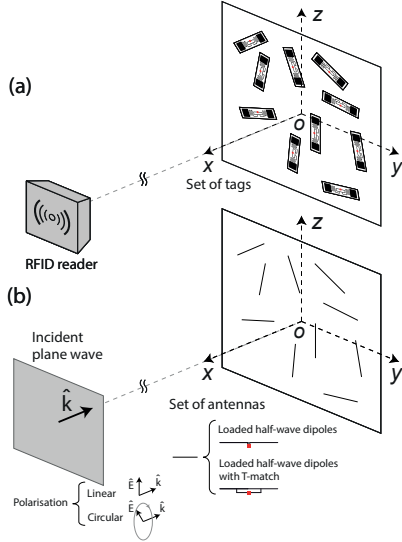 z
(a)
o
x
y
Set of tags
RFID reader
z
(b)
Incident
plane wave
o
x
y
k̂
Set of antennas
Loaded half-wave dipoles
Loaded half-wave dipoles
with T-match
Polarisation
Linear
Ê
k̂
Circular
Ê
k̂